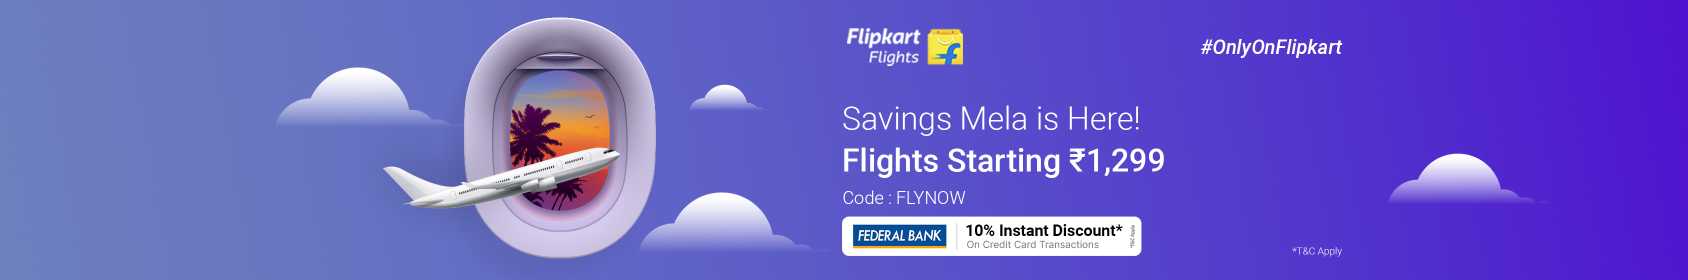 Flipkart
Flights
#OnlyOnFlipkart
Savings Mela is Here!
Flights Starting ₹1,299
Code : FLYNOW
FEDERAL BANK
10% Instant Discount*
On Credit Card Transactions
*T&C Apply
*T&C Apply